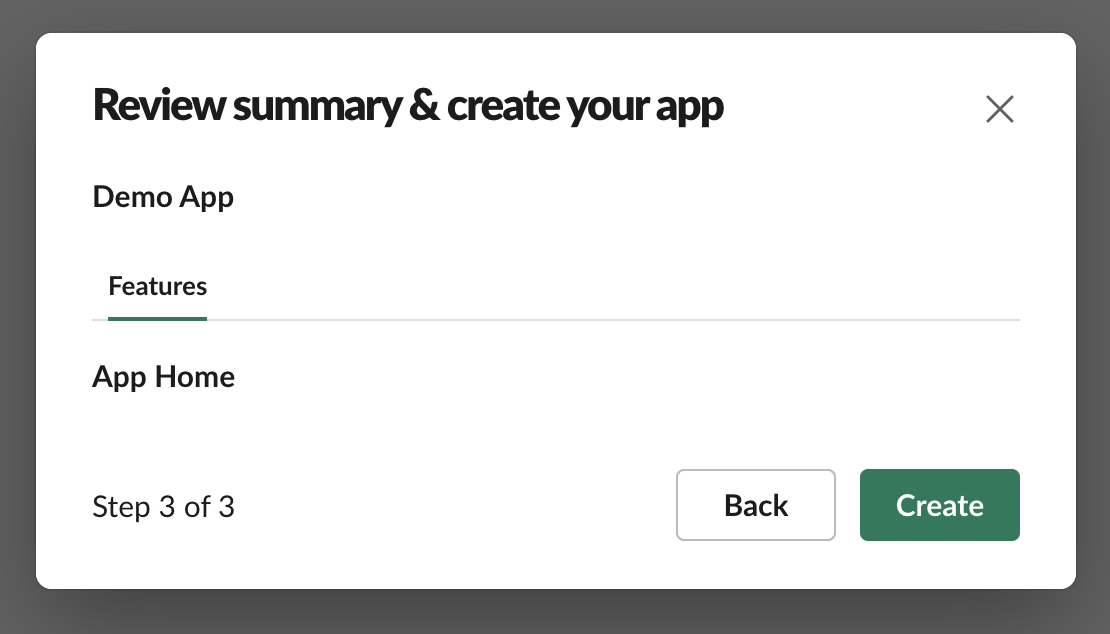 Review summary & create your app
Demo App
Features
App Home
Step 3 of 3
Back
Create